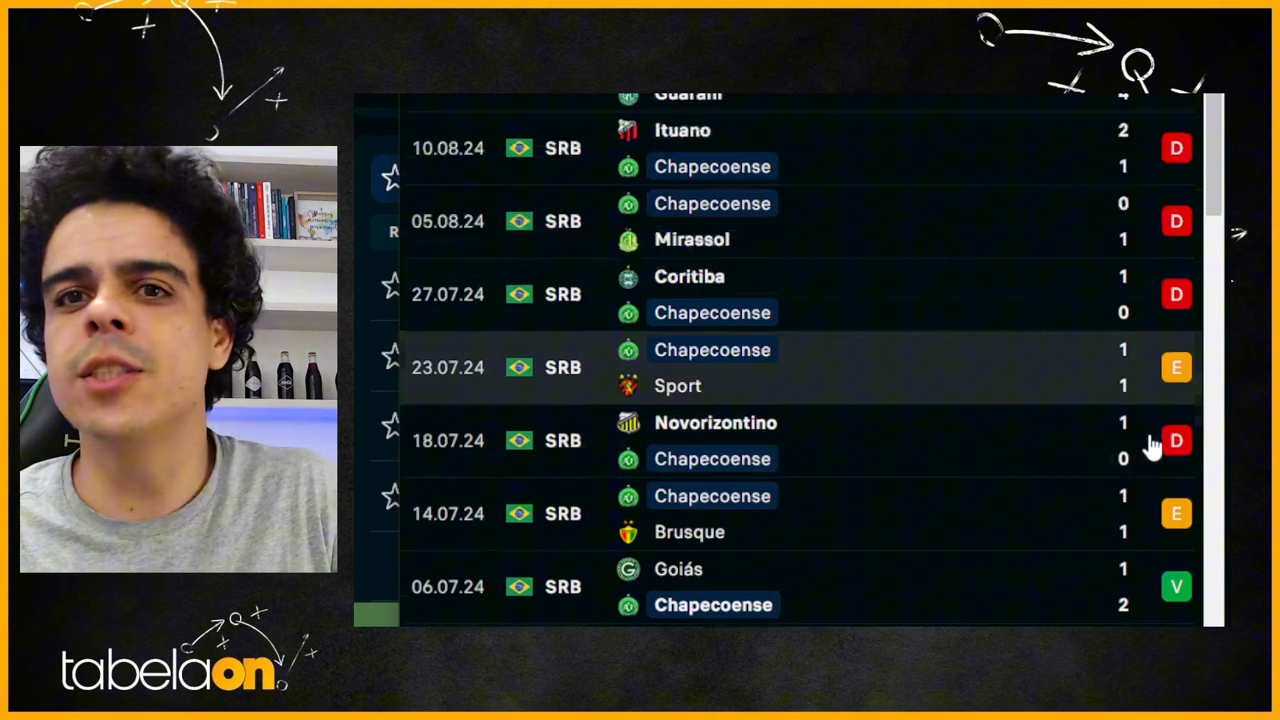 Guarani 4
10.08.24 SRB Ituano 2 D
Chapecoense 1
05.08.24 SRB Chapecoense 0 D
Mirassol 1
27.07.24 SRB Coritiba 1 D
Chapecoense 0
23.07.24 SRB Chapecoense 1 E
Sport 1
18.07.24 SRB Novorizontino 1 D
Chapecoense 0
14.07.24 SRB Chapecoense 1 E
Brusque 1
06.07.24 SRB Goiás 1 V
Chapecoense 2
R
tabelaon